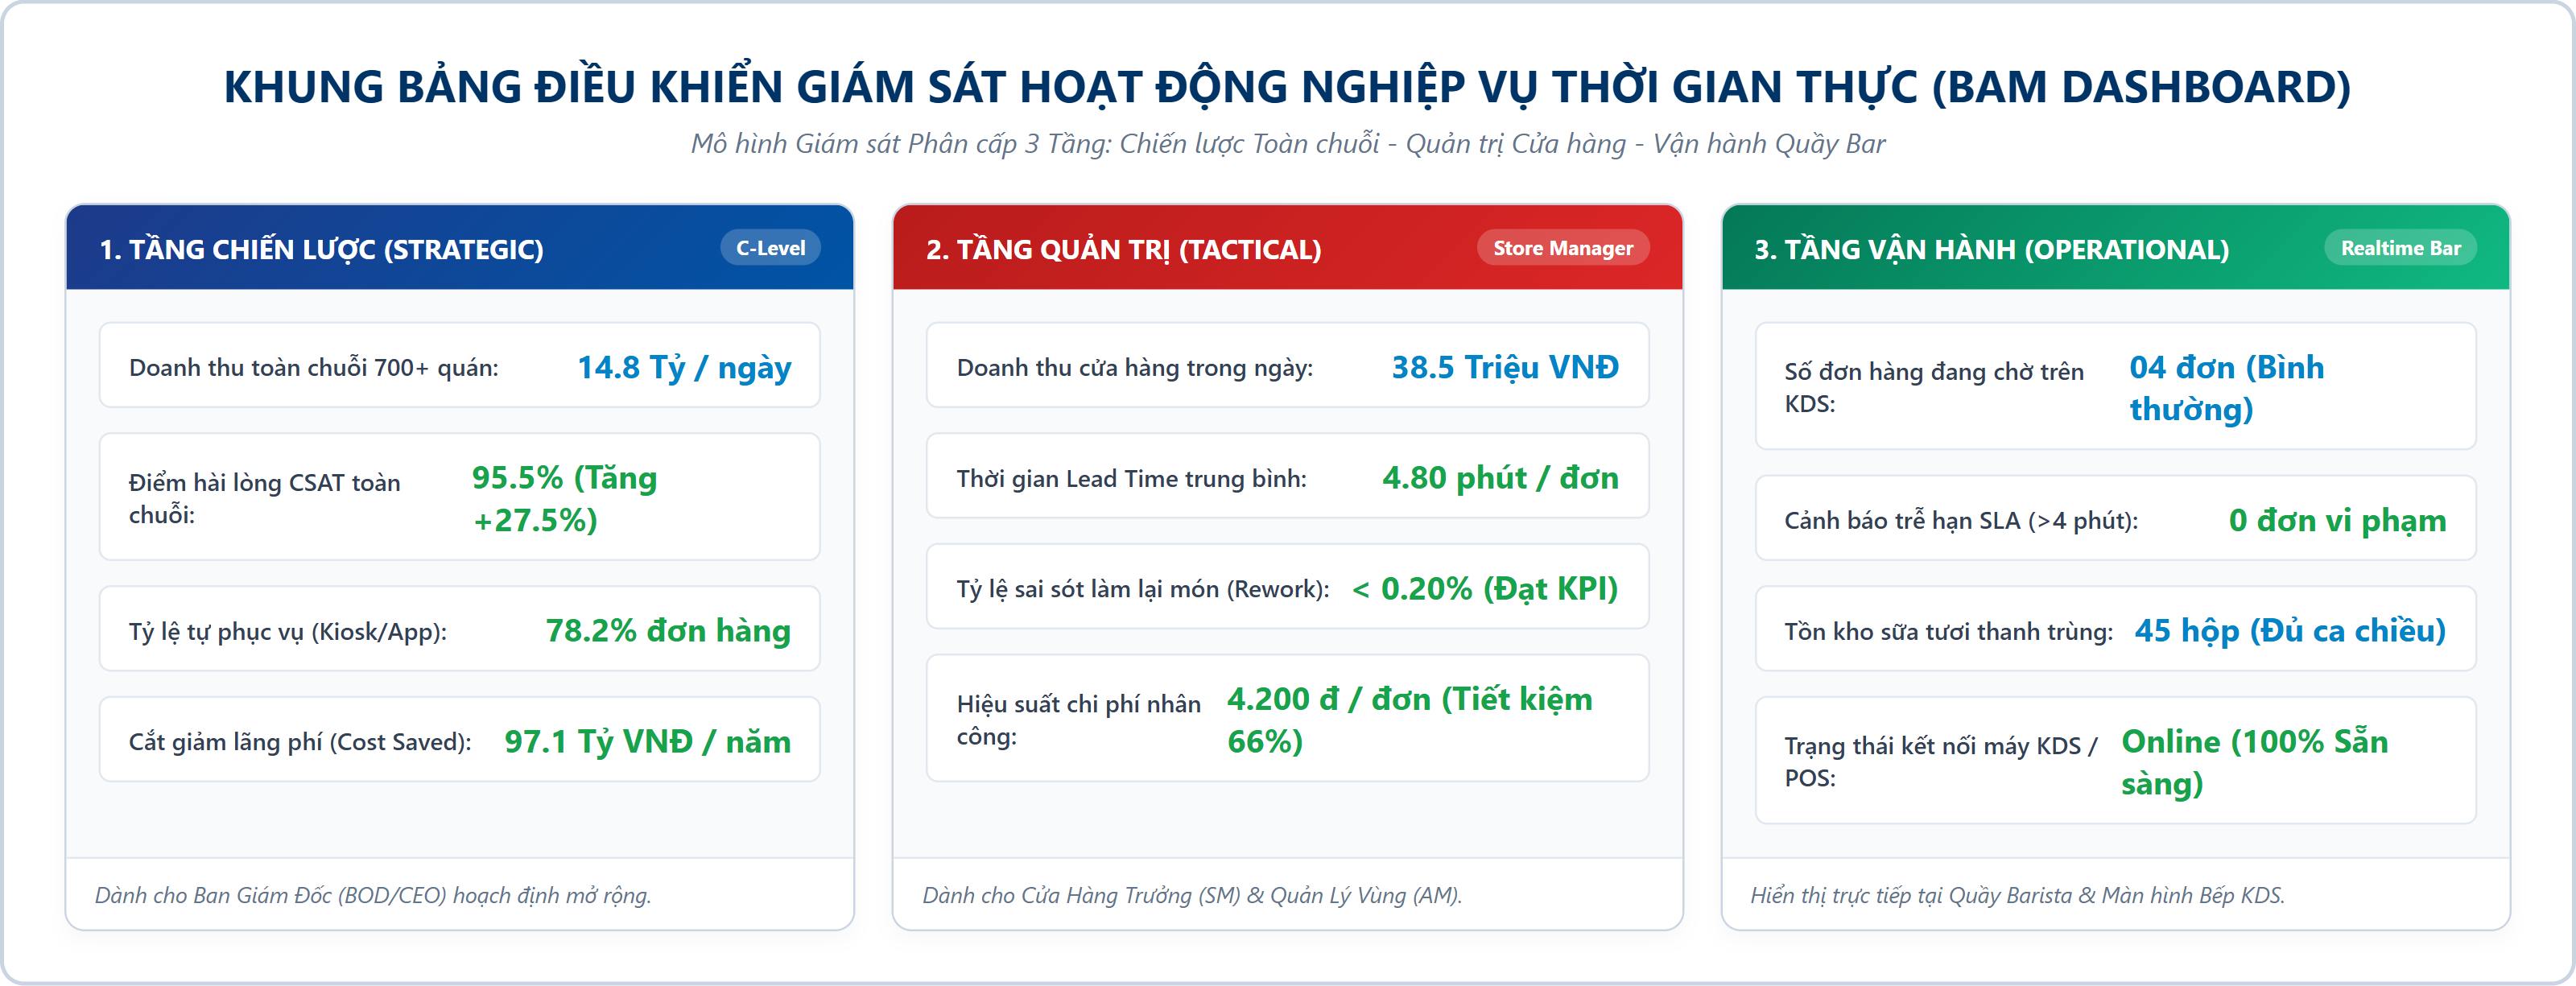 KHUNG BẢNG ĐIỀU KHIỂN GIÁM SÁT HOẠT ĐỘNG NGHIỆP VỤ THỜI GIAN THỰC (BAM DASHBOARD)
Mô hình Giám sát Phân cấp 3 Tầng: Chiến lược Toàn chuỗi - Quản trị Cửa hàng - Vận hành Quầy Bar
1. TẦNG CHIẾN LƯỢC (STRATEGIC)
C-Level
Doanh thu toàn chuỗi 700+ quán:
14.8 Tỷ / ngày
Điểm hài lòng CSAT toàn
chuỗi:
95.5% (Tăng
+27.5%)
Tỷ lệ tự phục vụ (Kiosk/App):
78.2% đơn hàng
Cắt giảm lãng phí (Cost Saved):
97.1 Tỷ VNĐ / năm
Dành cho Ban Giám Đốc (BOD/CEO) hoạch định mở rộng.
2. TẦNG QUẢN TRỊ (TACTICAL)
Store Manager
Doanh thu cửa hàng trong ngày:
38.5 Triệu VNĐ
Thời gian Lead Time trung bình:
4.80 phút / đơn
Tỷ lệ sai sót làm lại món (Rework):
< 0.20% (Đạt KPI)
Hiệu suất chi phí nhân
công:
4.200 đ / đơn (Tiết kiệm
66%)
Dành cho Cửa Hàng Trưởng (SM) & Quản Lý Vùng (AM).
3. TẦNG VẬN HÀNH (OPERATIONAL)
Realtime Bar
Số đơn hàng đang chờ trên
KDS:
04 đơn (Bình
thường)
Cảnh báo trễ hạn SLA (>4 phút):
0 đơn vi phạm
Tồn kho sữa tươi thanh trùng:
45 hộp (Đủ ca chiều)
Trạng thái kết nối máy KDS /
POS:
Online (100% Sẵn
sàng)
Hiển thị trực tiếp tại Quầy Barista & Màn hình Bếp KDS.